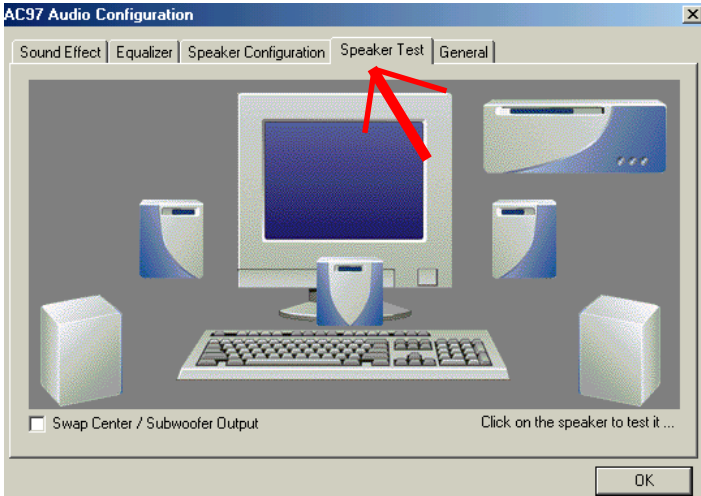 AC97 Audio Configuration
Sound Effect Equalizer Speaker Configuration Speaker Test General
Swap Center / Subwoofer Output
Click on the speaker to test it ...
OK